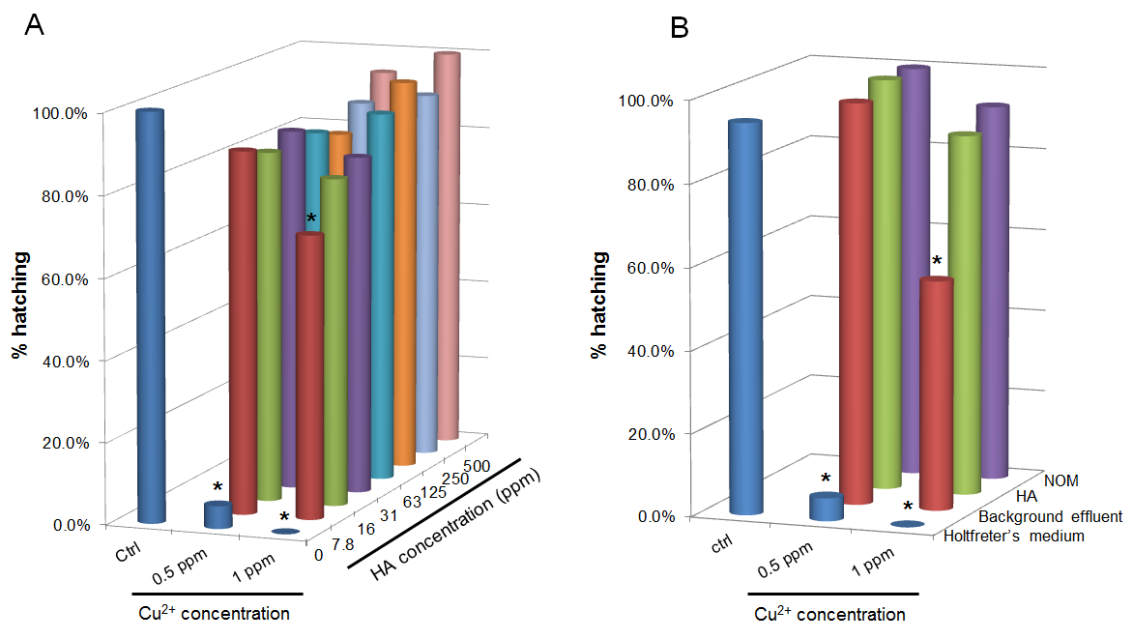 A
% hatching
100.0%
80.0%
60.0%
40.0%
20.0%
0.0%
*
*
*
Ctrl
0.5 ppm
1 ppm
Cu²⁺ concentration
0
7.8
16
31
63
125
250
500
HA concentration (ppm)
B
% hatching
100.0%
80.0%
60.0%
40.0%
20.0%
0.0%
*
*
*
ctrl
0.5 ppm
1 ppm
Cu²⁺ concentration
NOM
HA
Background effluent
Holtfreter's medium